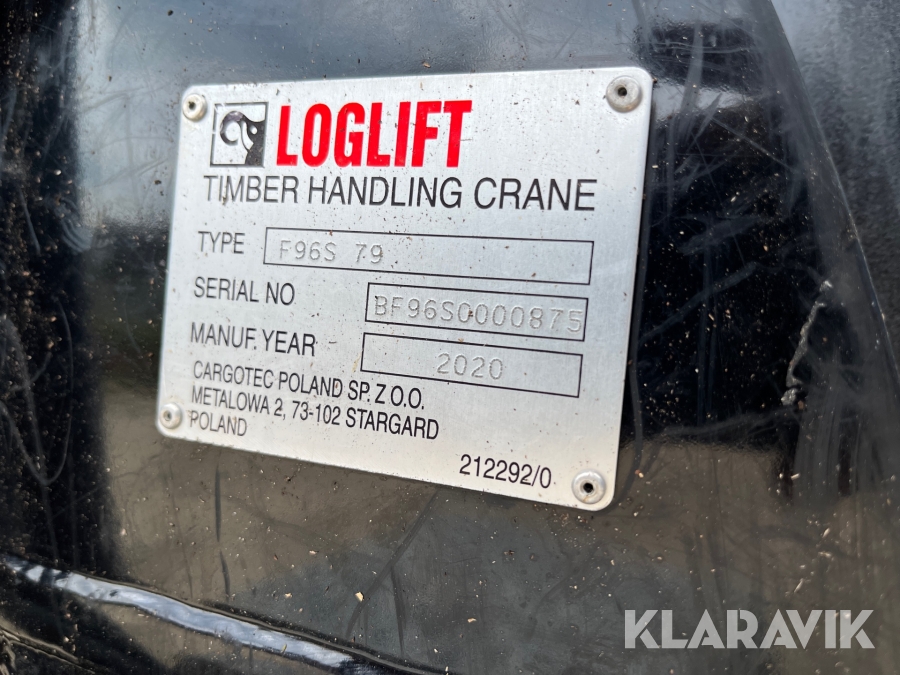 LOGLIFT
TIMBER HANDLING CRANE
TYPE F96S 79
SERIAL NO BF96S0000875
MANUF. YEAR 2020
CARGOTEC POLAND SP. Z O.O.
METALOWA 2, 73-102 STARGARD
POLAND
212292/0
KLARAVIK